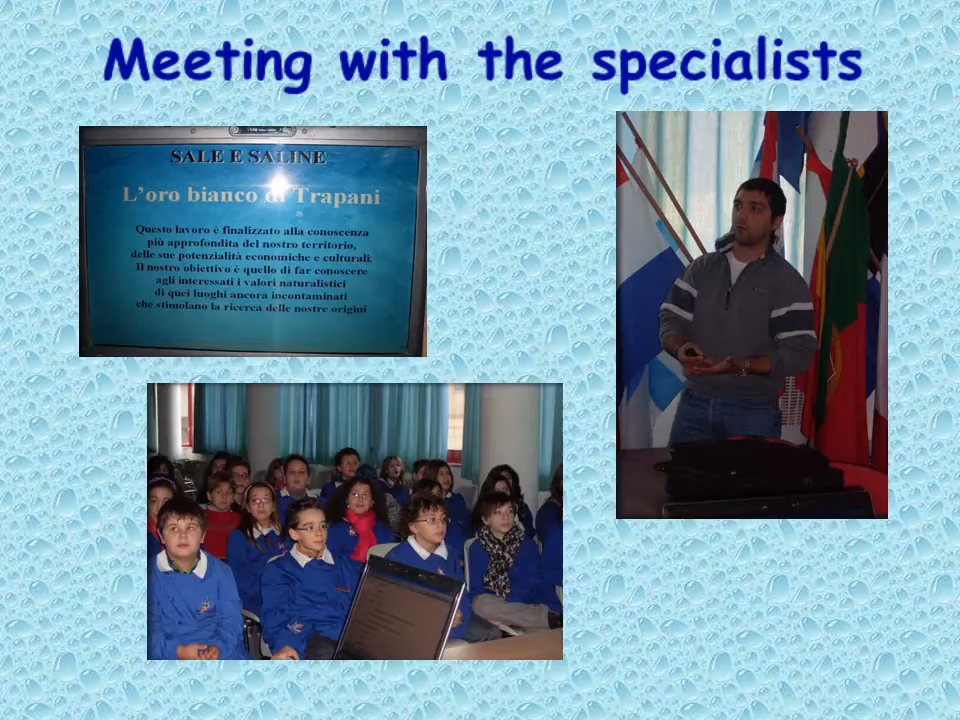 Meeting with the specialists
SALE E SALINE
L'oro bianco di Trapani
Questo lavoro è finalizzato alla conoscenza
più approfondita del nostro territorio,
delle sue potenzialità economiche e culturali.
Il nostro obiettivo è quello di far conoscere
agli interessati i valori naturalistici
di quei luoghi ancora incontaminati
che stimolano la ricerca delle nostre origini